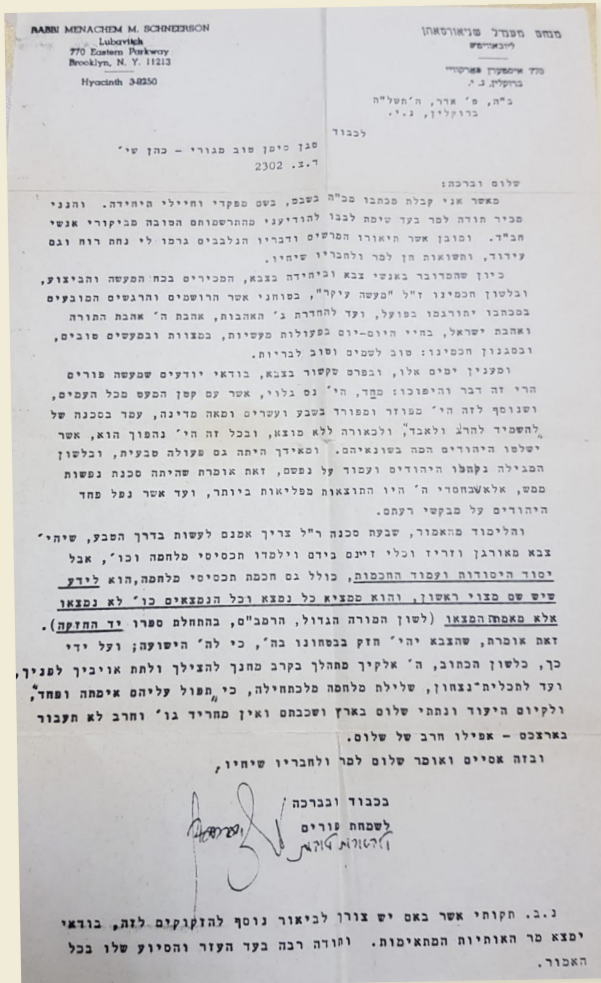 RABBI MENACHEM M. SCHNEERSON
Lubavitch
770 Eastern Parkway
Brooklyn, N. Y. 11213
Hyacinth 3-9250
מנחם מענדל שניאורסאהן
ליובאוויטש
770 איסטערן פארקוויי
ברוקלין, נ. י.
ב"ה, ט' אדר, ה'תשל"ה
ברוקלין, נ.י.
לכבוד
סגן סימן טוב מגורי - כהן שי'
ד.צ. 2302
שלום וברכה:
מאשר אני קבלת מכתבו מכ"ה בשבט, בשם מפקדי וחיילי היחידה. והנני
מכיר תודה למר בעד שימת לבבו להודיעני מהתרשמותם הטובה מביקורי אנשי
חב"ד. ומובן אשר תיאורו המרשים ודבריו הנלבבים גרמו לי נחת רוח וגם
עידוד, ותשואות חן למר ולחבריו שיחיו.
כיון שהמדובר באנשי צבא וביחידה בצבא, המכירים בכח המעשה והביצוע,
ובלשון חכמינו ז"ל "מעשה עיקר", בטוחני אשר הרושמים והרגשים המובעים
במכתבו יתורגמו בפועל, ועד להחדרת ג' האהבות, אהבת ה' אהבת התורה
ואהבת ישראל, בחיי היום-יום בפעולות מעשיות, במצוות ובמעשים טובים,
ובסגנון חכמינו: טוב לשמים וטוב לבריות.
ומענין ימים אלו, ובפרט שקשור בצבא, בודאי יודעים שמעשה פורים
הרי זה דבר והיפוכו: מחד, הי' נס גלוי, אשר עם קטן המעט מכל העמים,
ושנוסף לזה הי' מפוזר ומפורד בשבע ועשרים ומאה מדינה, עמד בסכנה של
"להשמיד להרג ולאבד", ולכאורה ללא מוצא, ובכל זה הי' נהפוך הוא, אשר
ישלטו היהודים המה בשונאיהם. ומאידך היתה גם פעולה טבעית, ובלשון
המגילה נקהלו היהודים ועמוד על נפשם, זאת אומרת שהיתה סכנת נפשות
ממש, אלא שבחסדי ה' היו התוצאות מפליאות ביותר, ועד אשר נפל פחד
היהודים על מבקשי רעתם.
והלימוד מהאמור, שבעת סכנה ר"ל צריך אמנם לעשות בדרך הטבע, שיהי'
צבא מאורגן וזריז וכלי זיינם בידם וילמדו תכסיסי מלחמה וכו', אבל
יסוד היסודות ועמוד החכמות, כולל גם חכמת תכסיסי מלחמה, הוא לידע
שיש שם מצוי ראשון, והוא ממציא כל נמצא וכל הנמצאים כו' לא נמצאו
אלא מאמתת המצאו (לשון המורה הגדול, הרמב"ם, בהתחלת ספרו יד החזקה).
זאת אומרת, שהצבא יהי' חזק בבטחונו בה', כי לה' הישועה; ועל ידי
כך, כלשון הכתוב, ה' אלקיך מתהלך בקרב מחנך להצילך ולתת אויביך לפניך,
ועד לתכלית נצחון, שלילת מלחמה מלכתחילה, כי "תפול עליהם אימתה ופחד",
ולקיום היעוד ונתתי שלום בארץ ושכבתם ואין מחריד גו' וחרב לא תעבור
בארצכם - אפילו חרב של שלום.
ובזה אסיים ואומר שלום למר ולחבריו שיחיו,
בכבוד ובברכה
לשמחת פורים
ולבשורות טובות
נ.ב. תקותי אשר באם יש צורך לביאור נוסף להזקוקים לזה, בודאי
ימצא מר האותיות המתאימות. ותודה רבה בעד העזר והסיוע שלו בכל
האמור.